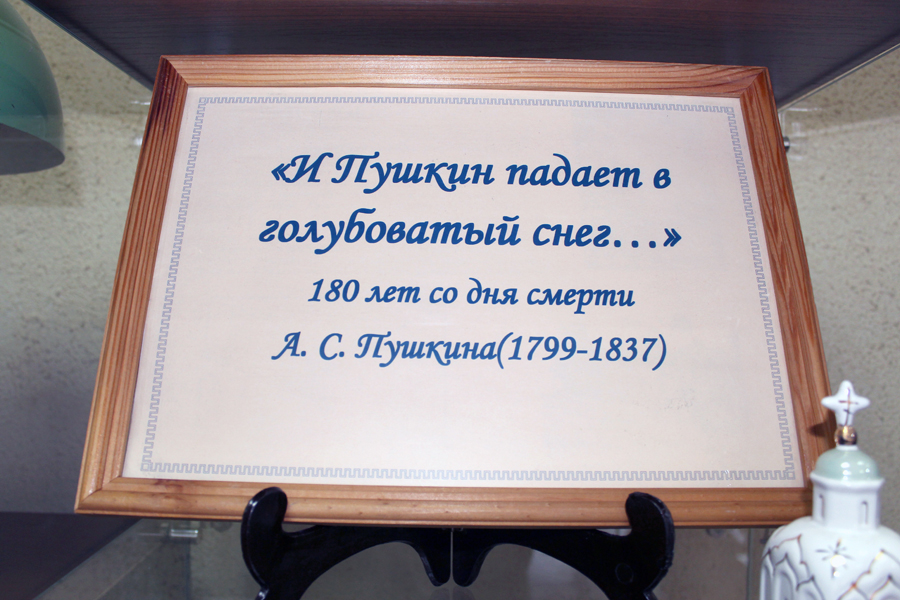 «И Пушкин падает в
голубоватый снег...»
180 лет со дня смерти
А. С. Пушкина(1799-1837)